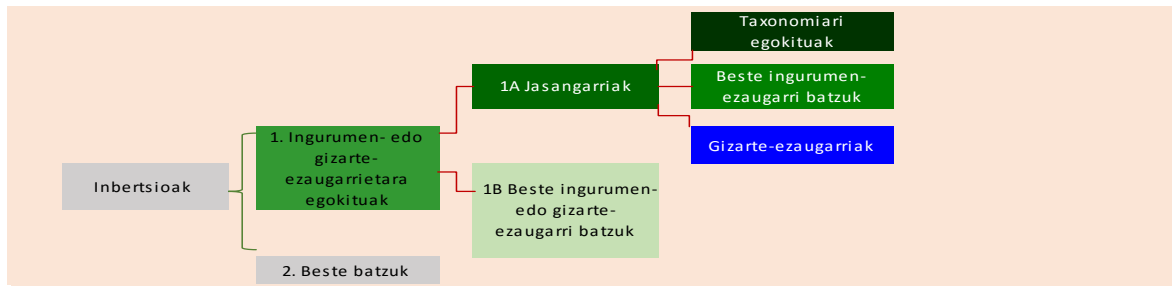 Inbertsioak
1. Ingurumen- edo
gizarte-
ezaugarrietara
egokituak
2. Beste batzuk
1A Jasangarriak
1B Beste ingurumen-
edo gizarte-
ezaugarri batzuk
Taxonomiari
egokituak
Beste ingurumen-
ezaugarri batzuk
Gizarte-ezaugarriak